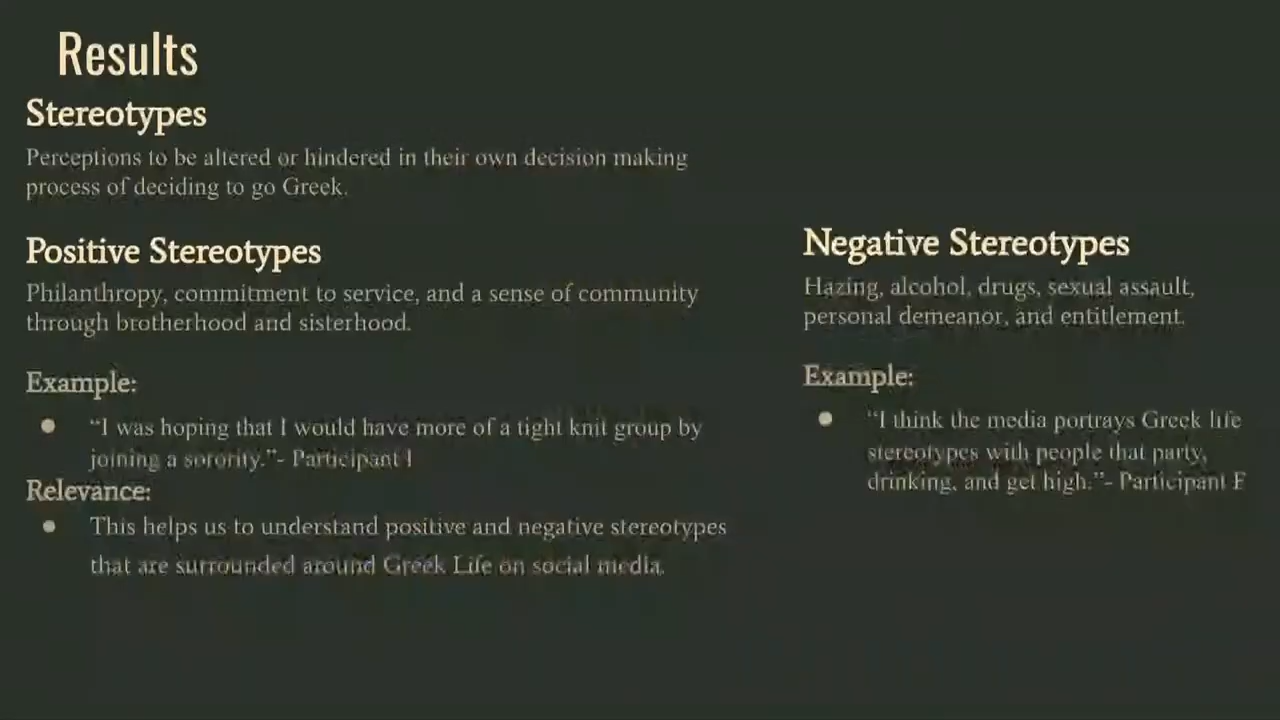 Results
Stereotypes
Perceptions to be altered or hindered in their own decision making
process of deciding to go Greek.
Positive Stereotypes
Philanthropy, commitment to service, and a sense of community
through brotherhood and sisterhood.
Example:
● “I was hoping that I would have more of a tight knit group by
joining a sorority.”- Participant I
Relevance:
● This helps us to understand positive and negative stereotypes
that are surrounded around Greek Life on social media.
Negative Stereotypes
Hazing, alcohol, drugs, sexual assault,
personal demeanor, and entitlement.
Example:
● “I think the media portrays Greek life
stereotypes with people that party,
drinking, and get high.”- Participant F